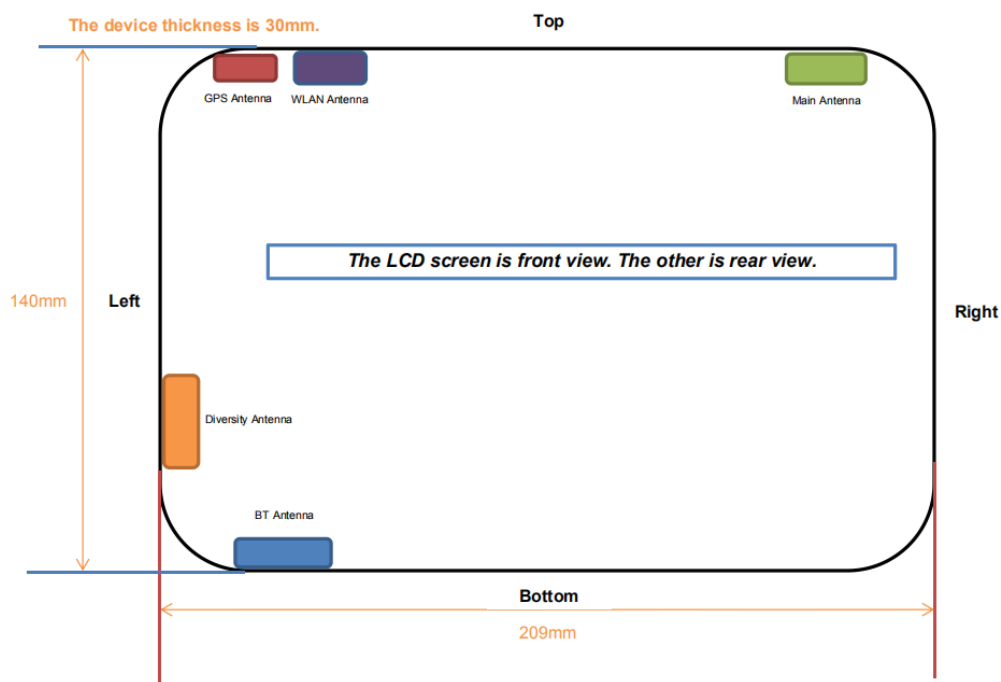 The device thickness is 30mm.
Top
GPS Antenna
WLAN Antenna
Main Antenna
The LCD screen is front view. The other is rear view.
140mm
Left
Right
Diversity Antenna
BT Antenna
Bottom
209mm